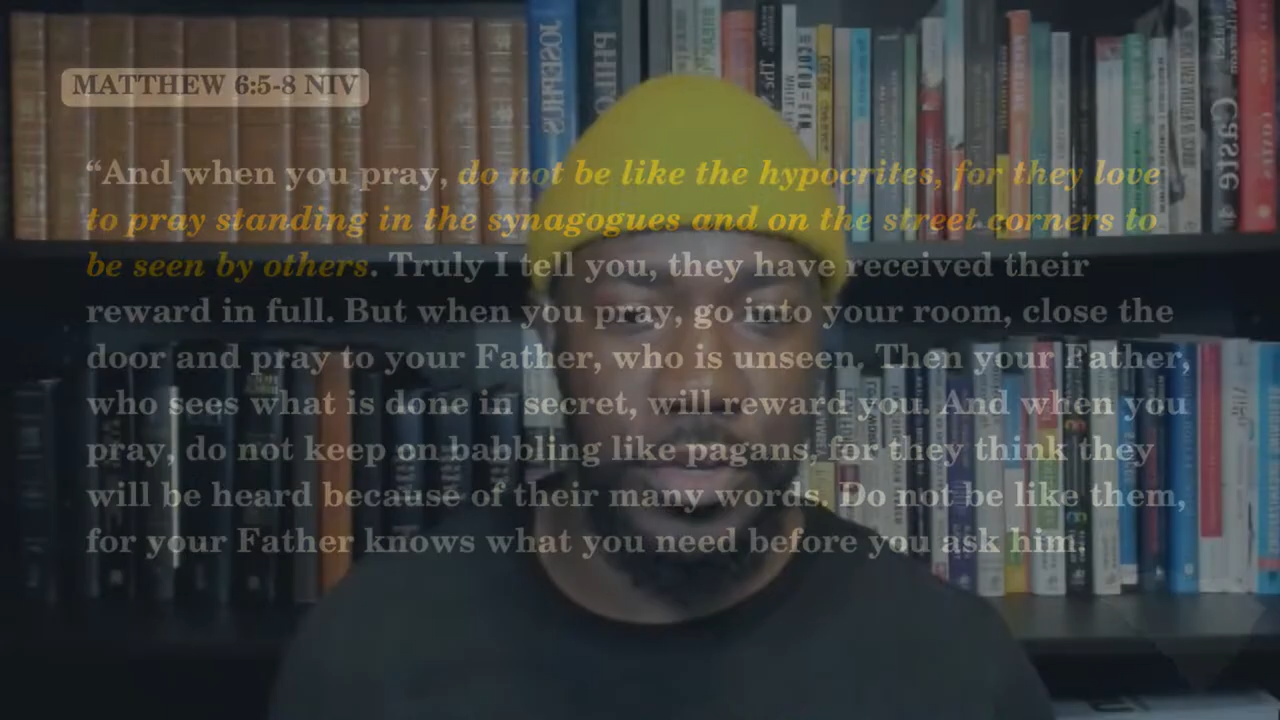 MATTHEW 6:5-8 NIV
“And when you pray, do not be like the hypocrites, for they love
to pray standing in the synagogues and on the street corners to
be seen by others. Truly I tell you, they have received their
reward in full. But when you pray, go into your room, close the
door and pray to your Father, who is unseen. Then your Father,
who sees what is done in secret, will reward you. And when you
pray, do not keep on babbling like pagans, for they think they
will be heard because of their many words. Do not be like them,
for your Father knows what you need before you ask him.
JOSEPHUS
PHILO
The
COLOR
Caste